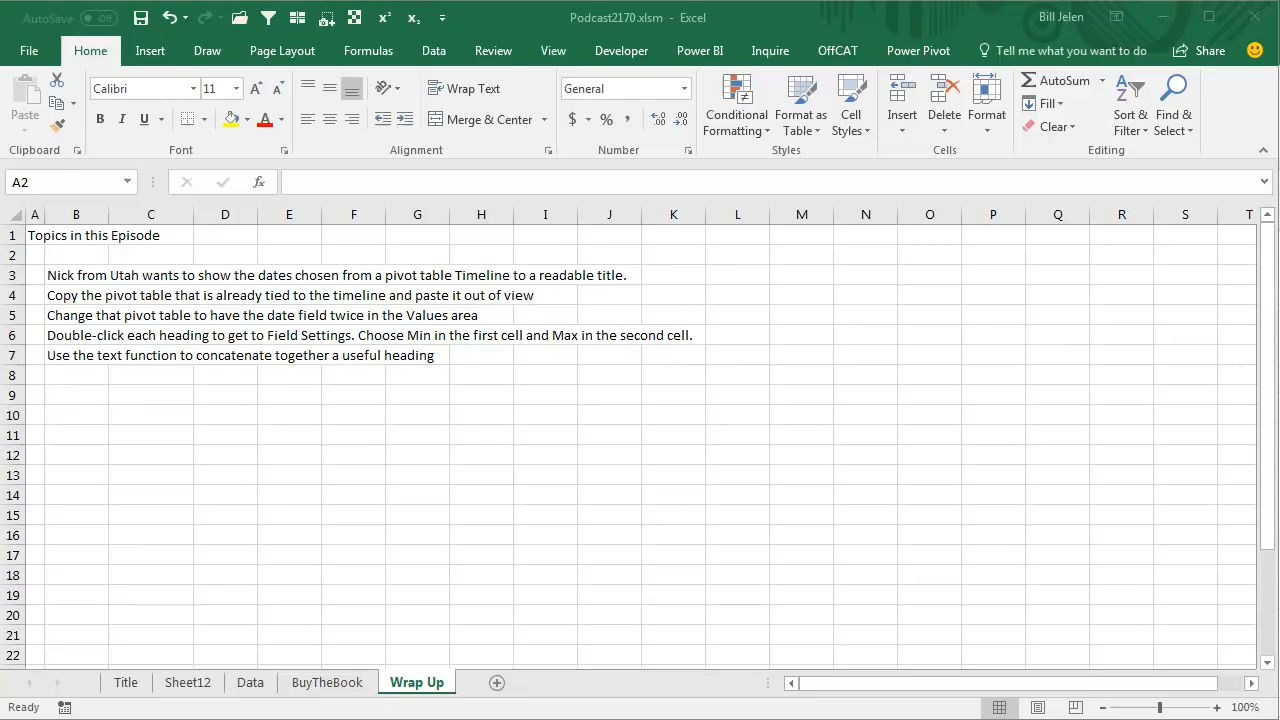 AutoSave Off Podcast2170.xlsm - Excel Bill Jelen
File Home Insert Draw Page Layout Formulas Data Review View Developer Power BI Inquire OffCAT Power Pivot Tell me what you want to do Share
Paste Calibri 11 Wrap Text General Conditional Formatting Format as Table Cell Styles Insert Delete Format AutoSum Fill Clear Sort & Filter Find & Select
B I U Merge & Center $ %
Clipboard Font Alignment Number Styles Cells Editing
A2 fx
A B C D E F G H I J K L M N O P Q R S T
1 Topics in this Episode
2
3 Nick from Utah wants to show the dates chosen from a pivot table Timeline to a readable title.
4 Copy the pivot table that is already tied to the timeline and paste it out of view
5 Change that pivot table to have the date field twice in the Values area
6 Double-click each heading to get to Field Settings. Choose Min in the first cell and Max in the second cell.
7 Use the text function to concatenate together a useful heading
8
9
10
11
12
13
14
15
16
17
18
19
20
21
22
Title Sheet12 Data BuyTheBook Wrap Up
Ready 100%